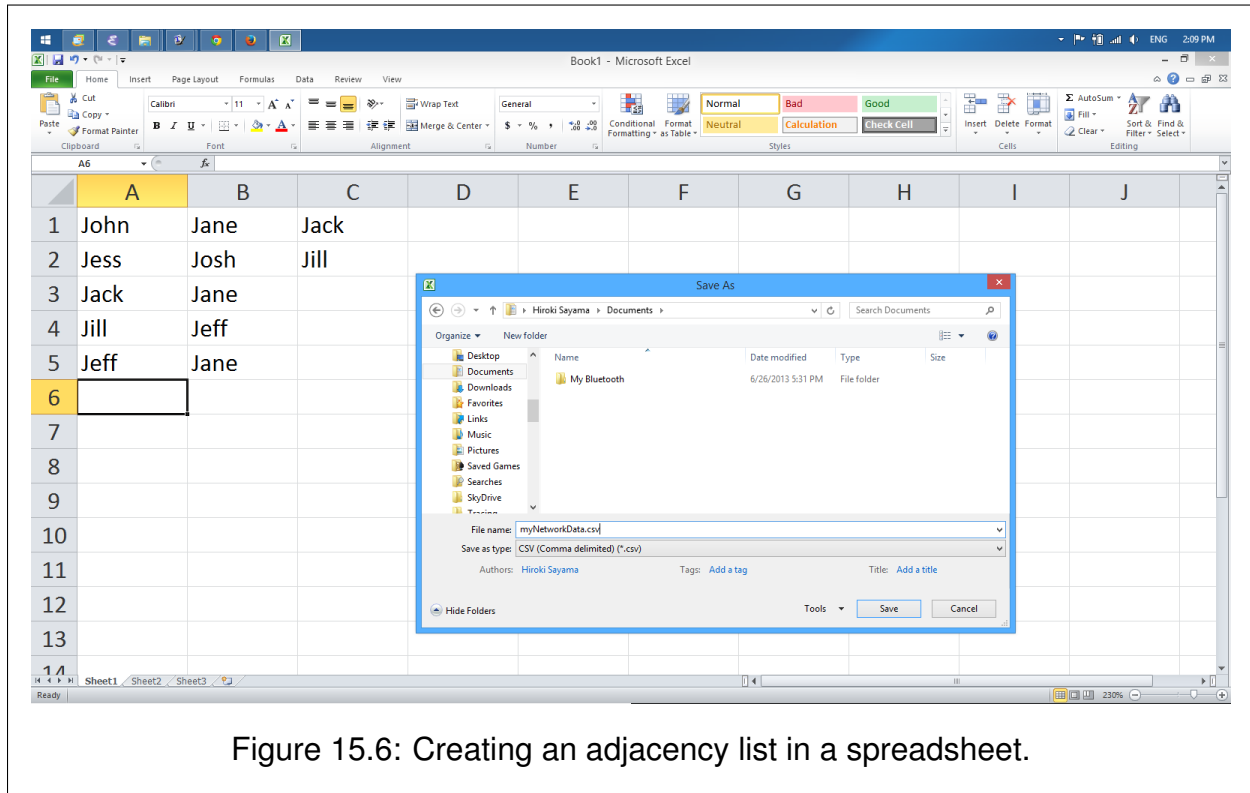 ENG 2:09 PM
Book1 - Microsoft Excel
File Home Insert Page Layout Formulas Data Review View
Cut
Copy
Format Painter
Paste
Clipboard
Calibri 11
B I U
Font
Wrap Text
Merge & Center
Alignment
General
$ % ,
Number
Conditional Formatting
Format as Table
Normal Bad Good
Neutral Calculation Check Cell
Styles
Insert Delete Format
Cells
Σ AutoSum
Fill
Clear
Sort & Filter
Find & Select
Editing
A6 fx
A B C D E F G H I J
1 John Jane Jack
2 Jess Josh Jill
3 Jack Jane
4 Jill Jeff
5 Jeff Jane
6
7
8
9
10
11
12
13
14
Save As
Hiroki Sayama Documents
Search Documents
Organize New folder
Desktop
Documents
Downloads
Favorites
Links
Music
Pictures
Saved Games
Searches
SkyDrive
Tracing
Name Date modified Type Size
My Bluetooth 6/26/2013 5:31 PM File folder
File name: myNetworkData.csv
Save as type: CSV (Comma delimited) (*.csv)
Authors: Hiroki Sayama Tags: Add a tag Title: Add a title
Hide Folders Tools Save Cancel
Sheet1 Sheet2 Sheet3
Ready 230%
Figure 15.6: Creating an adjacency list in a spreadsheet.